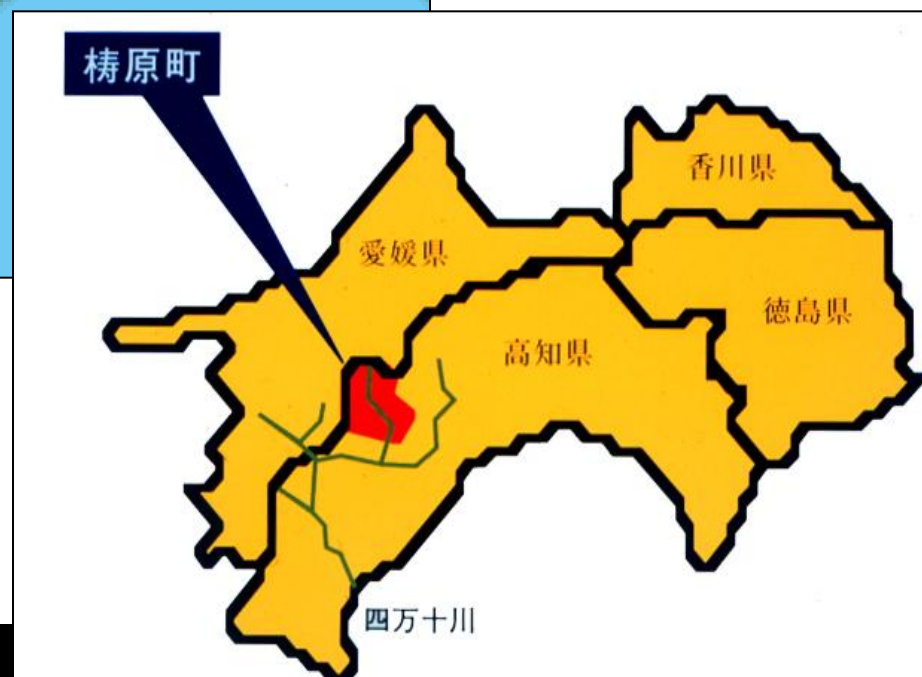 梼原町
香川県
愛媛県
徳島県
高知県
四万十川